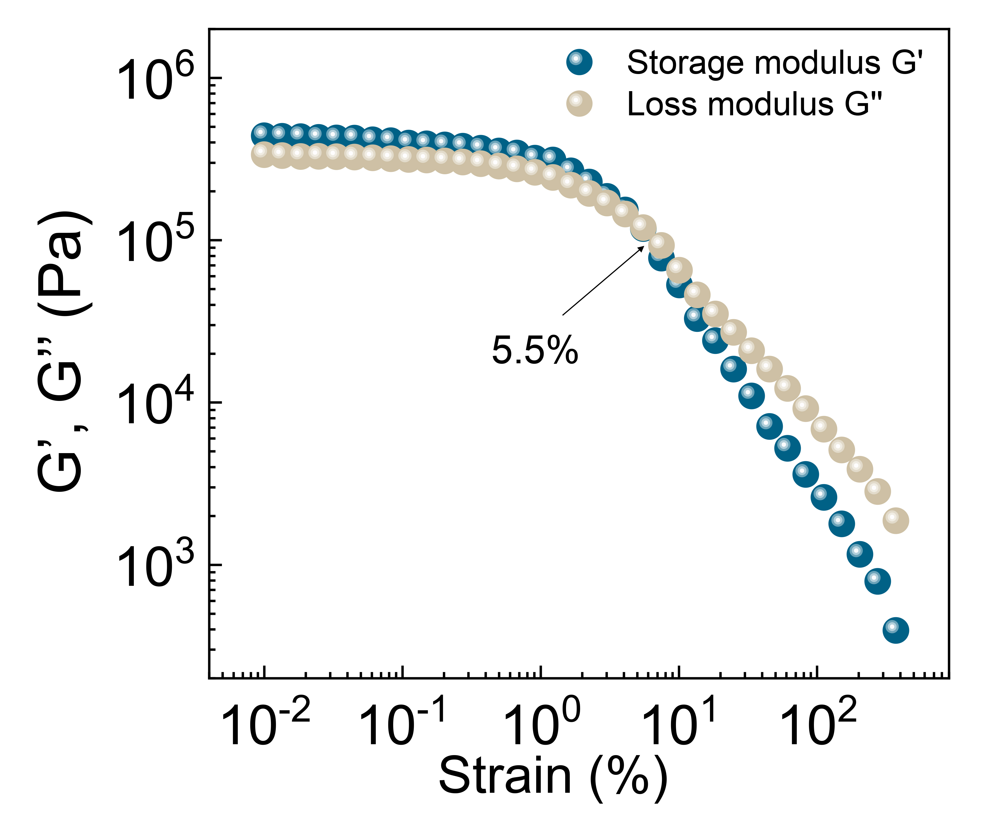 Storage modulus G'
Loss modulus G"
10^6
10^5
10^4
10^3
G’, G” (Pa)
5.5%
10^-2 10^-1 10^0 10^1 10^2
Strain (%)